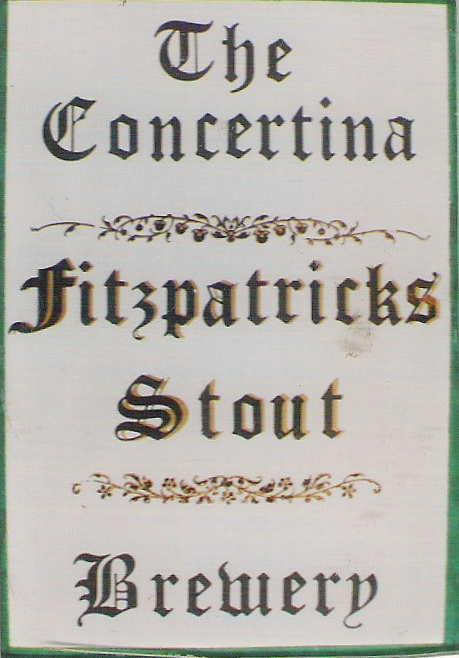 The
Concertina
Fitzpatricks
Stout
Brewery